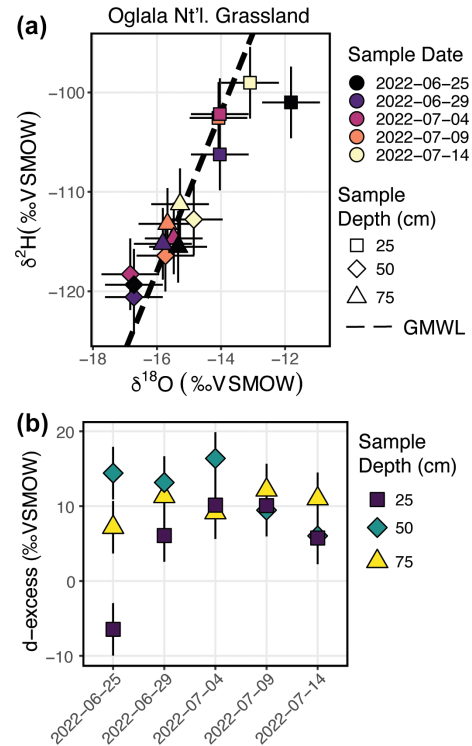 Oglala Nt'l. Grassland
(a)
−100
−110
−120
δ²H( ‰VSMOW)
−18 −16 −14 −12
δ¹⁸O ( ‰VSMOW)
Sample Date
2022−06−25
2022−06−29
2022−07−04
2022−07−09
2022−07−14
Sample
Depth (cm)
25
50
75
GMWL
(b)
20
10
0
−10
d−excess (‰VSMOW)
2022−06−25
2022−06−29
2022−07−04
2022−07−09
2022−07−14
Sample
Depth (cm)
25
50
75